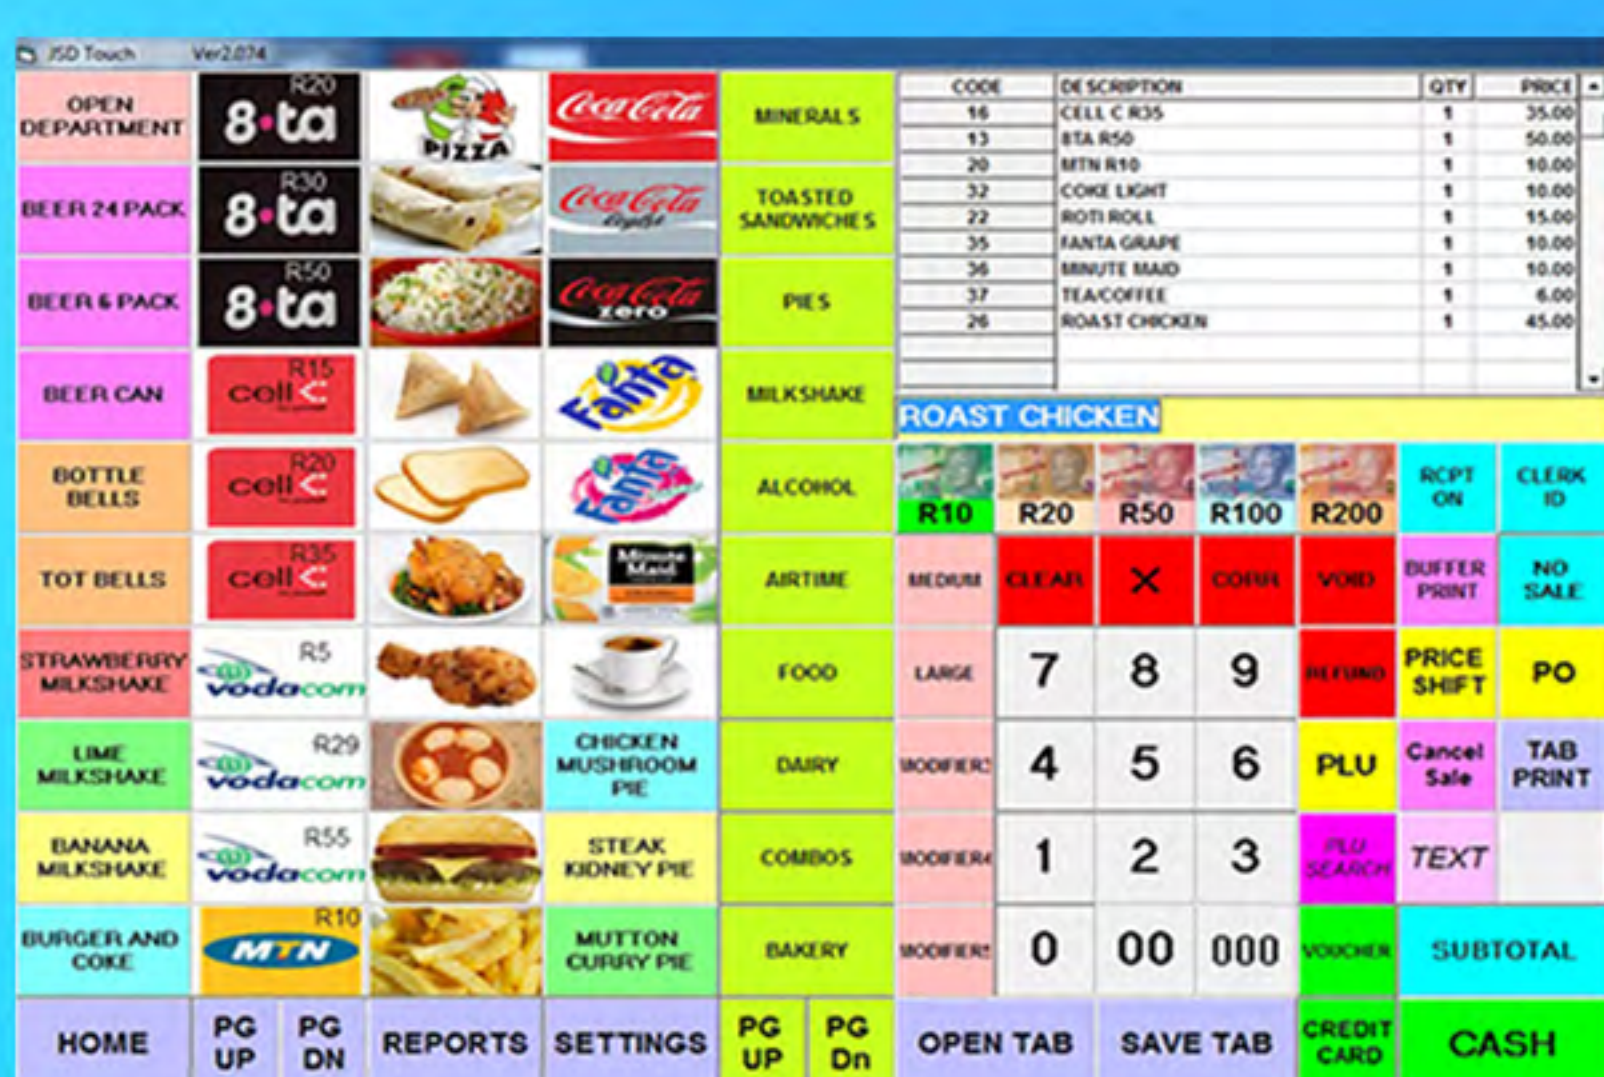 JSD Touch Ver2.074
OPEN
DEPARTMENT
R20
8•ta
PIZZA
Coca-Cola
MINERALS
BEER 24 PACK
R30
8•ta
Coca-Cola
light
TOASTED
SANDWICHES
BEER 6 PACK
R50
8•ta
Coca-Cola
zero
PIES
BEER CAN
R15
cell C
Fanta
MILKSHAKE
BOTTLE
BELLS
R20
cell C
Fanta
ALCOHOL
TOT BELLS
R35
cell C
Minute
Maid
AIRTIME
STRAWBERRY
MILKSHAKE
R5
vodacom
FOOD
LIME
MILKSHAKE
R29
vodacom
CHICKEN
MUSHROOM
PIE
DAIRY
BANANA
MILKSHAKE
R55
vodacom
STEAK
KIDNEY PIE
COMBOS
BURGER AND
COKE
R10
MTN
MUTTON
CURRY PIE
BAKERY
HOME
PG
UP
PG
DN
REPORTS
SETTINGS
PG
UP
PG
Dn
CODE DESCRIPTION QTY PRICE
16 CELL C R35 1 35.00
13 8TA R50 1 50.00
20 MTN R10 1 10.00
32 COKE LIGHT 1 10.00
22 ROTI ROLL 1 15.00
35 FANTA GRAPE 1 10.00
36 MINUTE MAID 1 10.00
37 TEA/COFFEE 1 6.00
26 ROAST CHICKEN 1 45.00
ROAST CHICKEN
R10 R20 R50 R100 R200
RCPT
ON
CLERK
ID
MEDIUM CLEAR X CORR VOID
BUFFER
PRINT
NO
SALE
LARGE 7 8 9 REFUND
PRICE
SHIFT
PO
MODIFIER3 4 5 6 PLU
Cancel
Sale
TAB
PRINT
MODIFIER4 1 2 3
PLU
SEARCH
TEXT
MODIFIER5 0 00 000 VOUCHER SUBTOTAL
OPEN TAB SAVE TAB
CREDIT
CARD
CASH